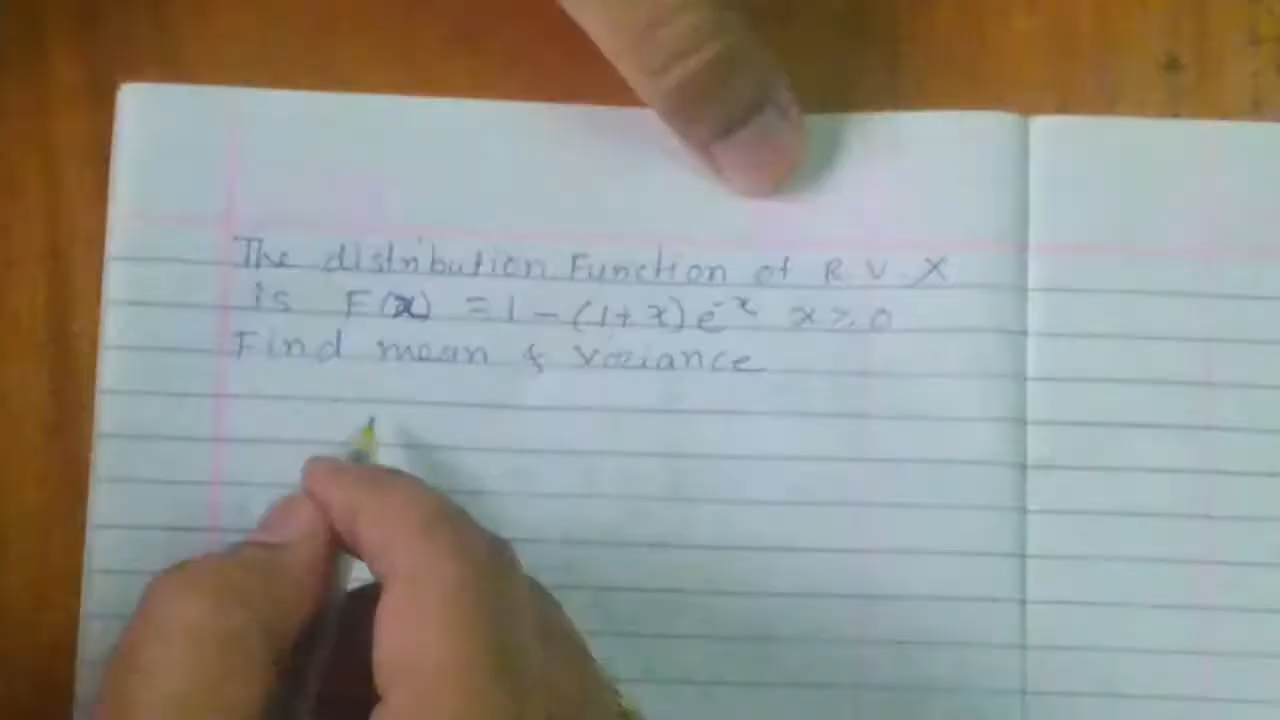 The distribution Function of R.V. X
is F(x) = 1 - (1+x)e^-x x ≥ 0
Find mean & variance